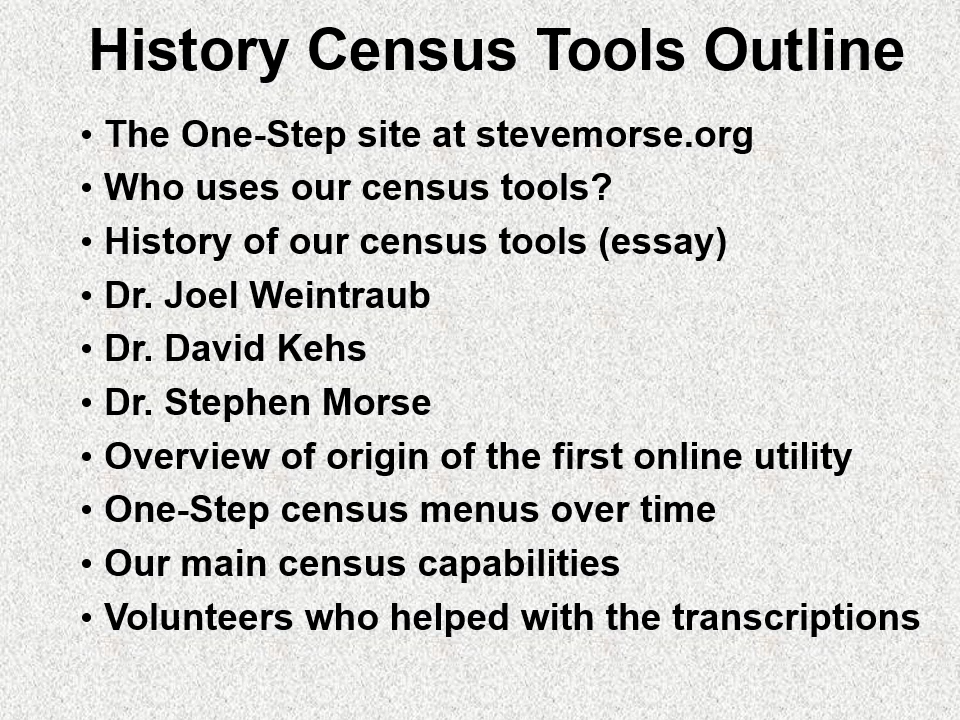 History Census Tools Outline
• The One-Step site at stevemorse.org
• Who uses our census tools?
• History of our census tools (essay)
• Dr. Joel Weintraub
• Dr. David Kehs
• Dr. Stephen Morse
• Overview of origin of the first online utility
• One-Step census menus over time
• Our main census capabilities
• Volunteers who helped with the transcriptions